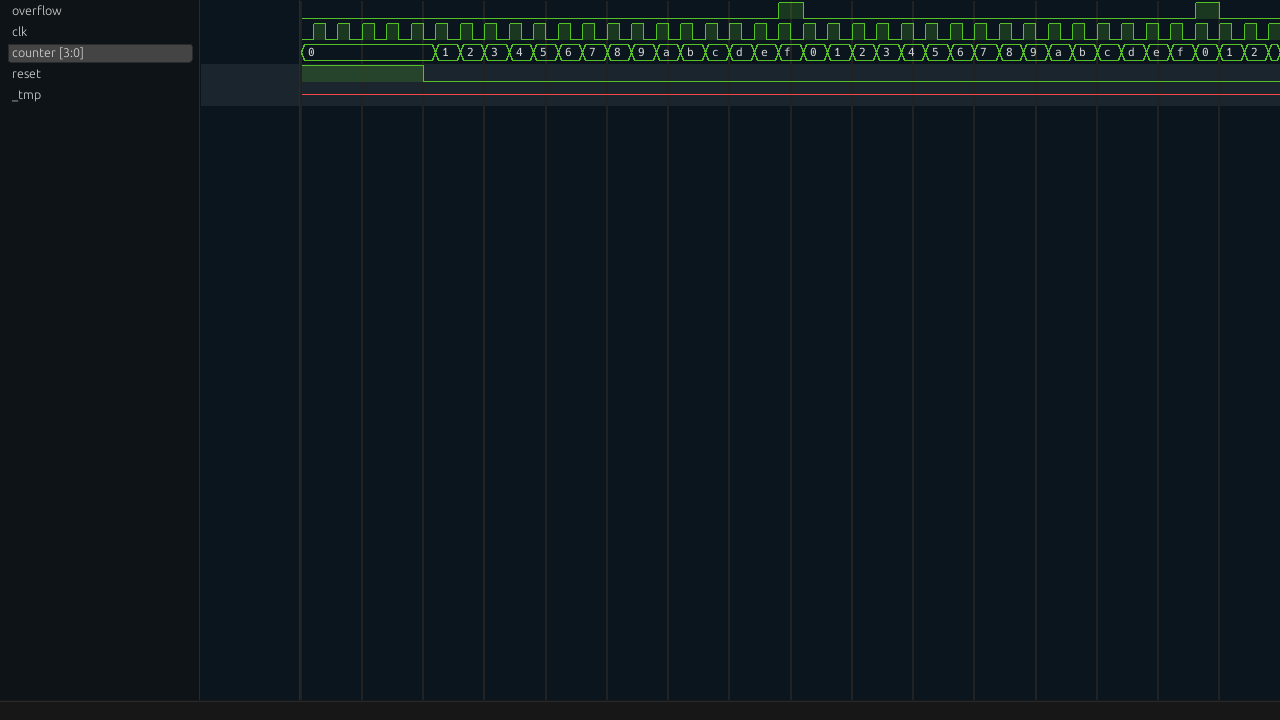 overflow
clk
counter [3:0]
0 1 2 3 4 5 6 7 8 9 a b c d e f 0 1 2 3 4 5 6 7 8 9 a b c d e f 0 1 2
reset
_tmp